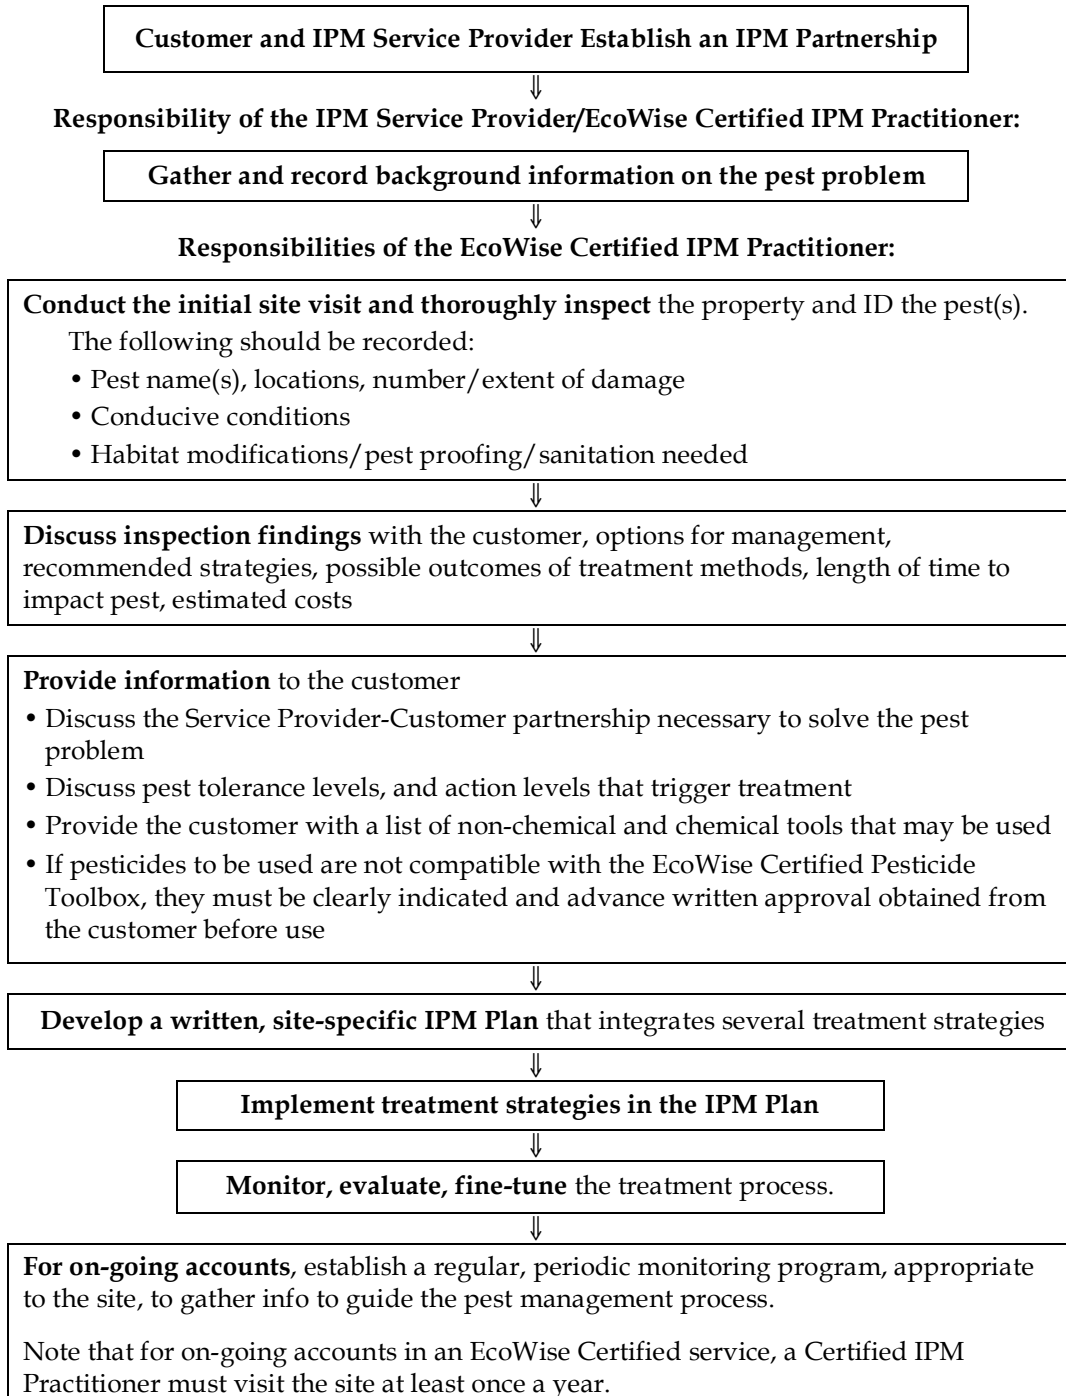 Customer and IPM Service Provider Establish an IPM Partnership
⇓
Responsibility of the IPM Service Provider/EcoWise Certified IPM Practitioner:
Gather and record background information on the pest problem
⇓
Responsibilities of the EcoWise Certified IPM Practitioner:
Conduct the initial site visit and thoroughly inspect the property and ID the pest(s).
The following should be recorded:
• Pest name(s), locations, number/extent of damage
• Conducive conditions
• Habitat modifications/pest proofing/sanitation needed
⇓
Discuss inspection findings with the customer, options for management,
recommended strategies, possible outcomes of treatment methods, length of time to
impact pest, estimated costs
⇓
Provide information to the customer
• Discuss the Service Provider-Customer partnership necessary to solve the pest
problem
• Discuss pest tolerance levels, and action levels that trigger treatment
• Provide the customer with a list of non-chemical and chemical tools that may be used
• If pesticides to be used are not compatible with the EcoWise Certified Pesticide
Toolbox, they must be clearly indicated and advance written approval obtained from
the customer before use
⇓
Develop a written, site-specific IPM Plan that integrates several treatment strategies
⇓
Implement treatment strategies in the IPM Plan
⇓
Monitor, evaluate, fine-tune the treatment process.
⇓
For on-going accounts, establish a regular, periodic monitoring program, appropriate
to the site, to gather info to guide the pest management process.
Note that for on-going accounts in an EcoWise Certified service, a Certified IPM
Practitioner must visit the site at least once a year.